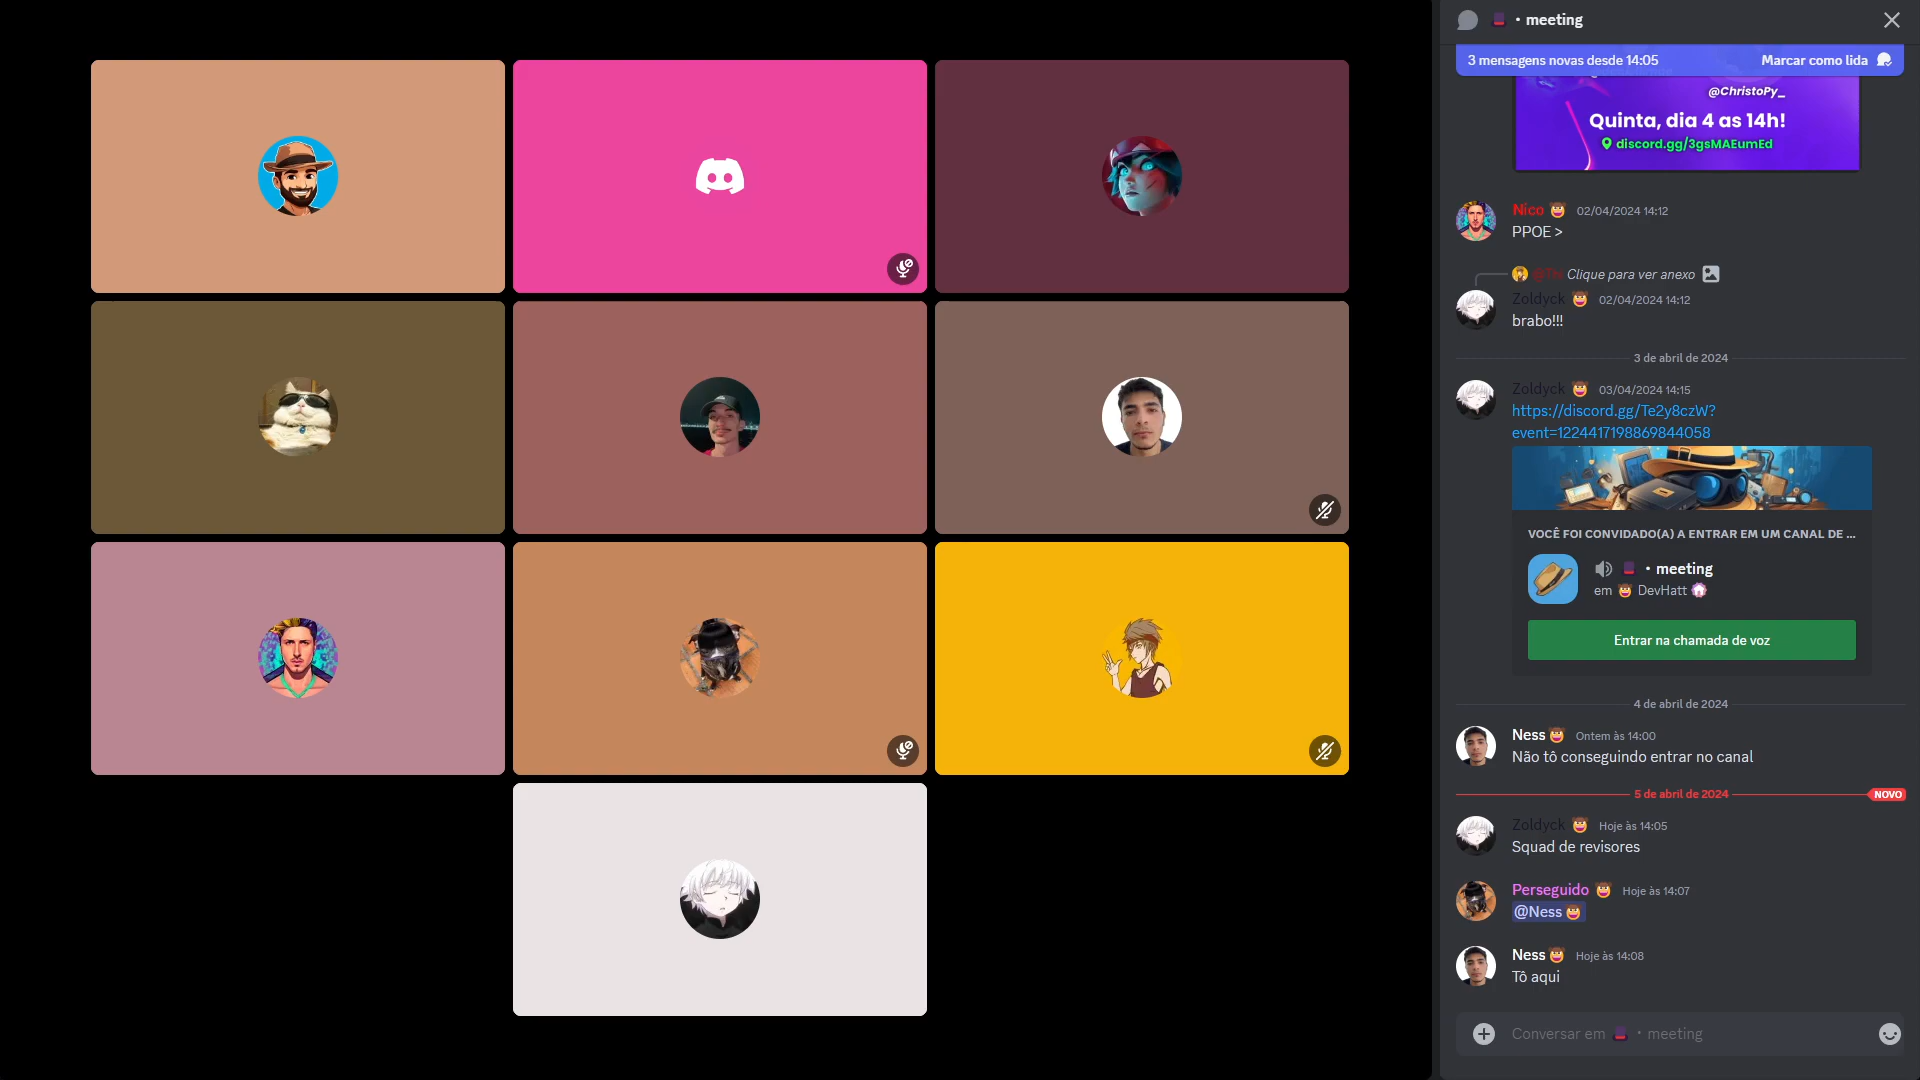 • meeting
3 mensagens novas desde 14:05 Marcar como lida
@ChristoPy_
Quinta, dia 4 as 14h!
discord.gg/3gsMAEumEd
Nico 02/04/2024 14:12
PPOE >
Clique para ver anexo
Zoldyck 02/04/2024 14:12
brabo!!!
3 de abril de 2024
Zoldyck 03/04/2024 14:15
https://discord.gg/Te2y8czW?
event=1224417198869844058
VOCÊ FOI CONVIDADO(A) A ENTRAR EM UM CANAL DE ...
• meeting
em DevHatt
Entrar na chamada de voz
4 de abril de 2024
Ness Ontem às 14:00
Não tô conseguindo entrar no canal
5 de abril de 2024 NOVO
Zoldyck Hoje às 14:05
Squad de revisores
Perseguido Hoje às 14:07
@Ness
Ness Hoje às 14:08
Tô aqui
Conversar em • meeting